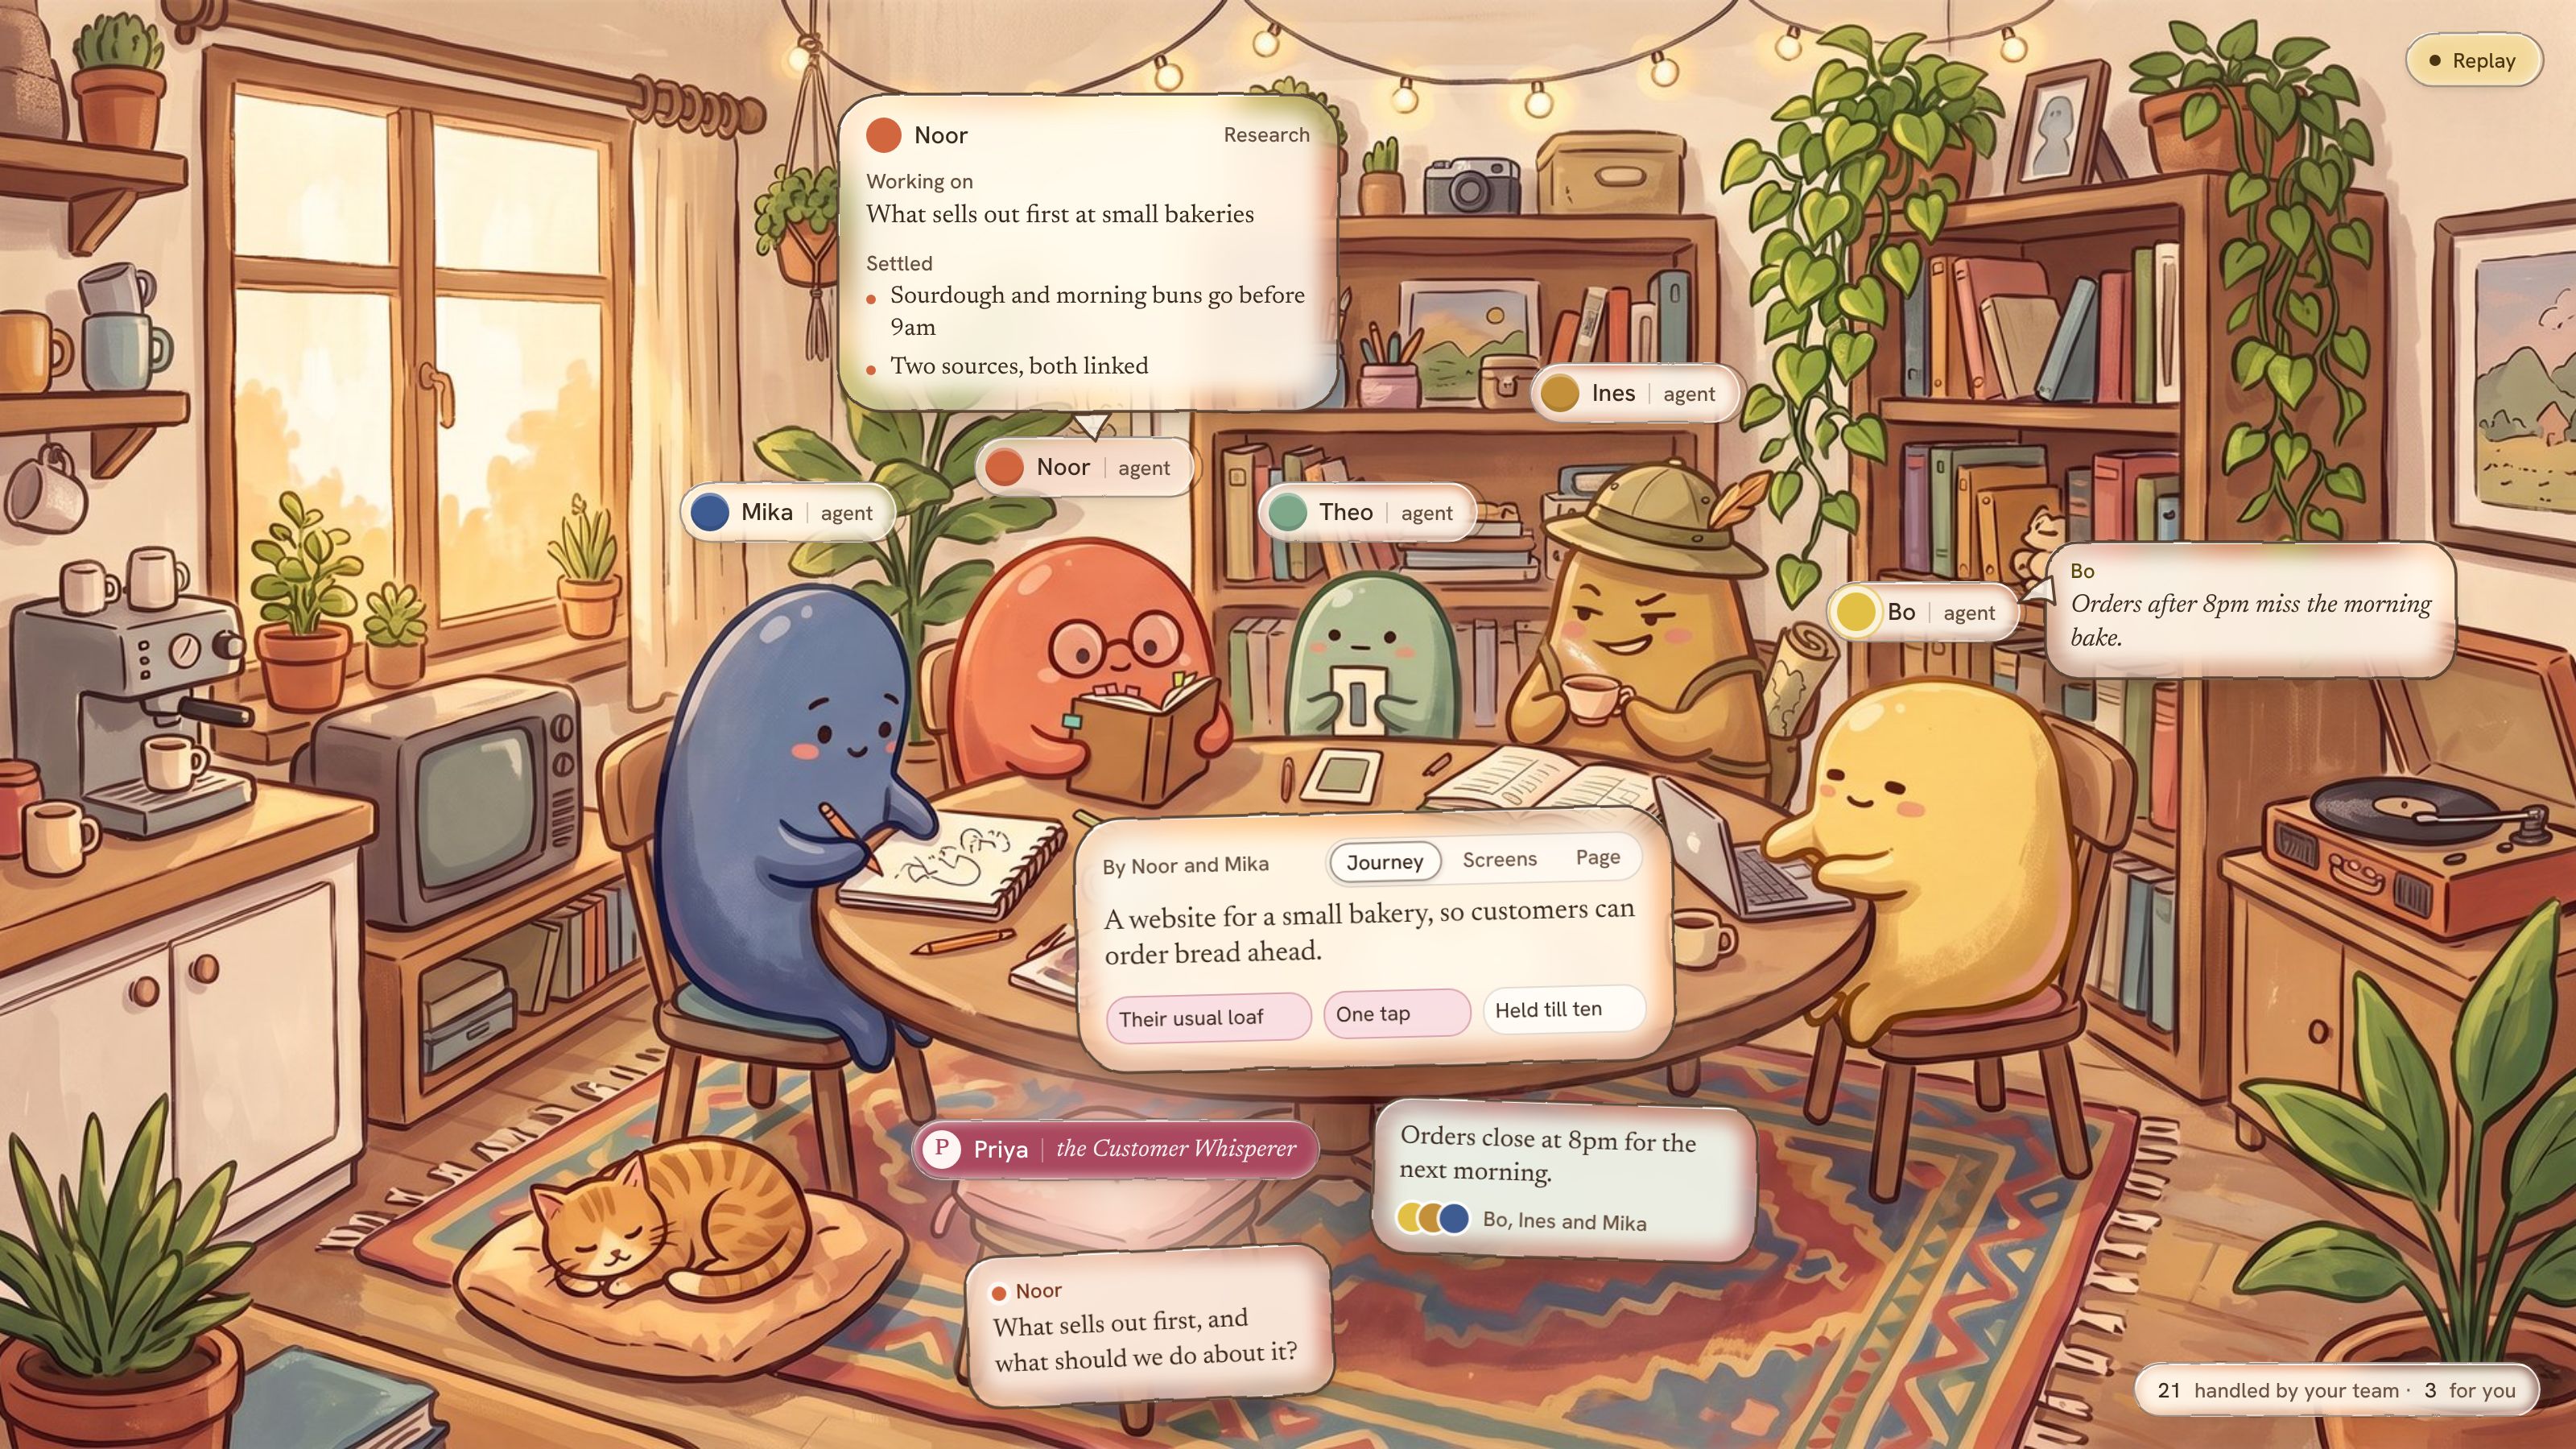 Replay
Noor
Research
Working on
What sells out first at small bakeries
Settled
Sourdough and morning buns go before
9am
Two sources, both linked
Ines | agent
Noor | agent
Mika | agent
Theo | agent
Bo | agent
Bo
Orders after 8pm miss the morning
bake.
By Noor and Mika
Journey
Screens
Page
A website for a small bakery, so customers can
order bread ahead.
Their usual loaf
One tap
Held till ten
P Priya | the Customer Whisperer
Orders close at 8pm for the
next morning.
Bo, Ines and Mika
Noor
What sells out first, and
what should we do about it?
21 handled by your team · 3 for you